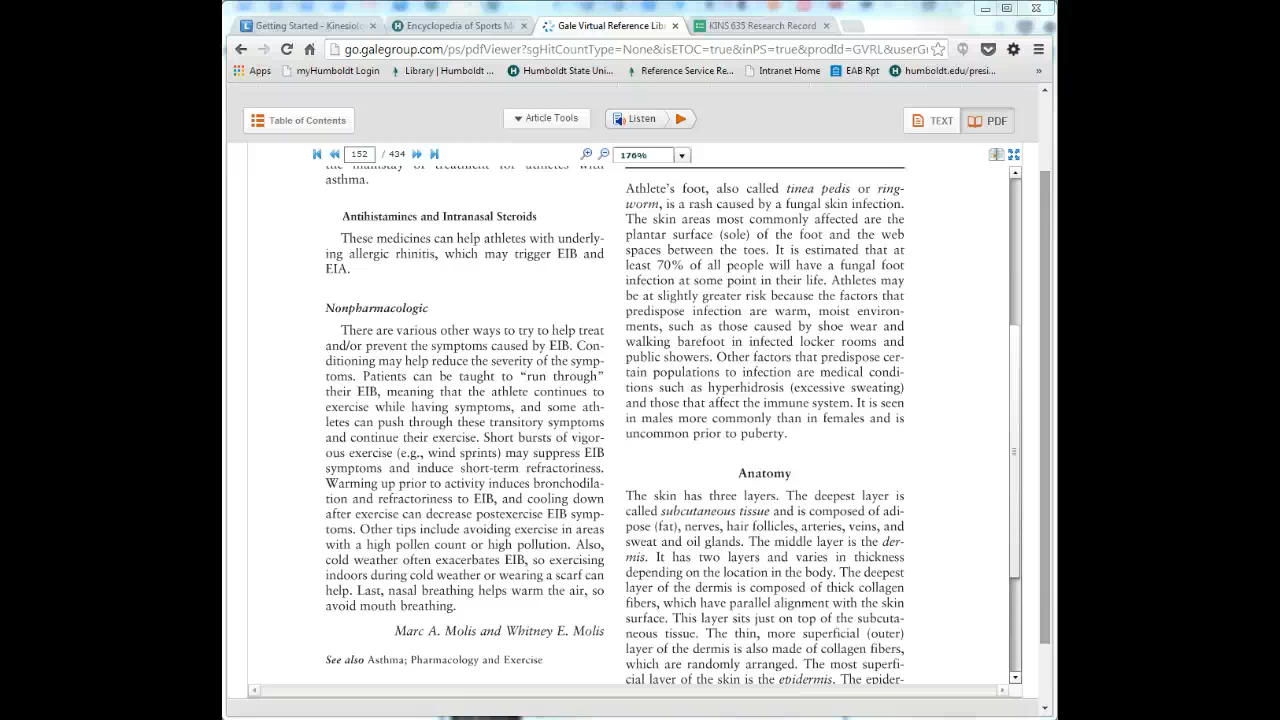 Getting Started - Kinesiolo
Encyclopedia of Sports Me
Gale Virtual Reference Libr
KINS 635 Research Record
go.galegroup.com/ps/pdfViewer?sgHitCountType=None&isETOC=true&inPS=true&prodId=GVRL&userGr
Apps
myHumboldt Login
Library | Humboldt ...
Humboldt State Uni...
Reference Service Re...
Intranet Home
EAB Rpt
humboldt.edu/presi...
»
Table of Contents
Article Tools
Listen
TEXT
PDF
152 / 434
176%
the mainstay of treatment for athletes with
asthma.
Antihistamines and Intranasal Steroids
These medicines can help athletes with underly-
ing allergic rhinitis, which may trigger EIB and
EIA.
Nonpharmacologic
There are various other ways to try to help treat
and/or prevent the symptoms caused by EIB. Con-
ditioning may help reduce the severity of the symp-
toms. Patients can be taught to “run through”
their EIB, meaning that the athlete continues to
exercise while having symptoms, and some ath-
letes can push through these transitory symptoms
and continue their exercise. Short bursts of vigor-
ous exercise (e.g., wind sprints) may suppress EIB
symptoms and induce short-term refractoriness.
Warming up prior to activity induces bronchodila-
tion and refractoriness to EIB, and cooling down
after exercise can decrease postexercise EIB symp-
toms. Other tips include avoiding exercise in areas
with a high pollen count or high pollution. Also,
cold weather often exacerbates EIB, so exercising
indoors during cold weather or wearing a scarf can
help. Last, nasal breathing helps warm the air, so
avoid mouth breathing.
Marc A. Molis and Whitney E. Molis
See also Asthma; Pharmacology and Exercise
Athlete’s foot, also called tinea pedis or ring-
worm, is a rash caused by a fungal skin infection.
The skin areas most commonly affected are the
plantar surface (sole) of the foot and the web
spaces between the toes. It is estimated that at
least 70% of all people will have a fungal foot
infection at some point in their life. Athletes may
be at slightly greater risk because the factors that
predispose infection are warm, moist environ-
ments, such as those caused by shoe wear and
walking barefoot in infected locker rooms and
public showers. Other factors that predispose cer-
tain populations to infection are medical condi-
tions such as hyperhidrosis (excessive sweating)
and those that affect the immune system. It is seen
in males more commonly than in females and is
uncommon prior to puberty.
Anatomy
The skin has three layers. The deepest layer is
called subcutaneous tissue and is composed of adi-
pose (fat), nerves, hair follicles, arteries, veins, and
sweat and oil glands. The middle layer is the der-
mis. It has two layers and varies in thickness
depending on the location in the body. The deepest
layer of the dermis is composed of thick collagen
fibers, which have parallel alignment with the skin
surface. This layer sits just on top of the subcuta-
neous tissue. The thin, more superficial (outer)
layer of the dermis is also made of collagen fibers,
which are randomly arranged. The most superfi-
cial layer of the skin is the epidermis. The epider-